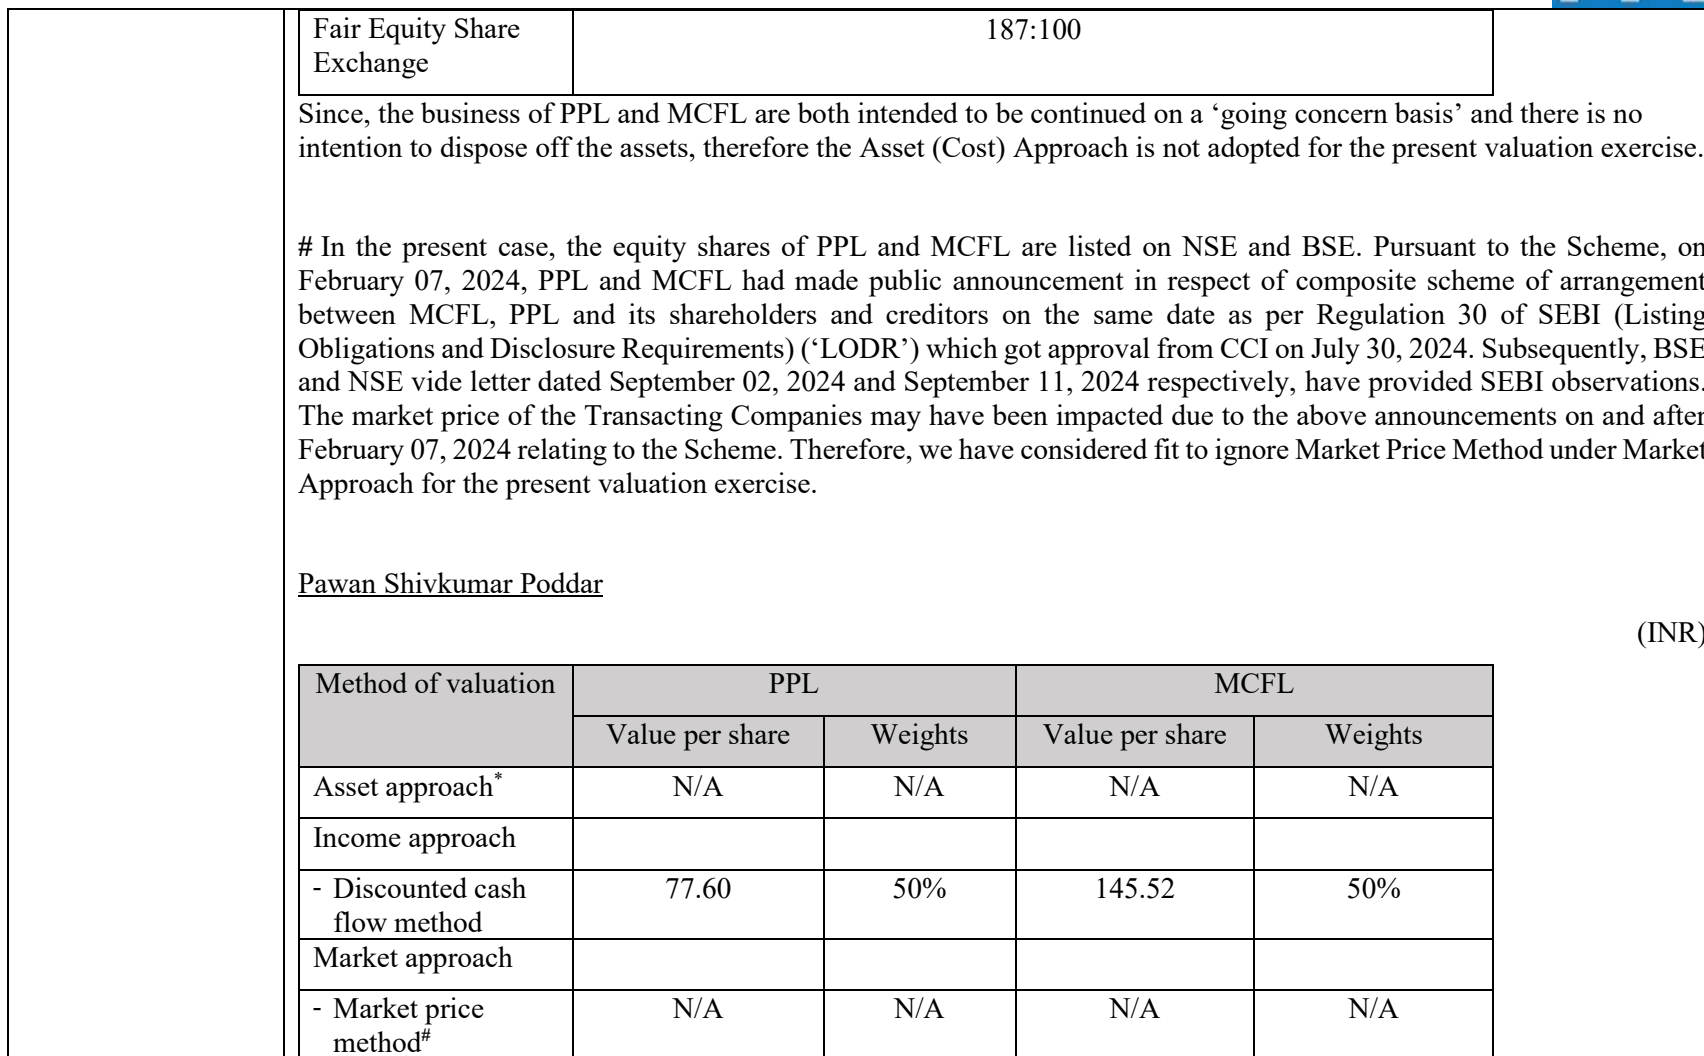 Fair Equity Share 187:100
Exchange
Since, the business of PPL and MCFL are both intended to be continued on a ‘going concern basis’ and there is no
intention to dispose off the assets, therefore the Asset (Cost) Approach is not adopted for the present valuation exercise.
# In the present case, the equity shares of PPL and MCFL are listed on NSE and BSE. Pursuant to the Scheme, on
February 07, 2024, PPL and MCFL had made public announcement in respect of composite scheme of arrangement
between MCFL, PPL and its shareholders and creditors on the same date as per Regulation 30 of SEBI (Listing
Obligations and Disclosure Requirements) (‘LODR’) which got approval from CCI on July 30, 2024. Subsequently, BSE
and NSE vide letter dated September 02, 2024 and September 11, 2024 respectively, have provided SEBI observations.
The market price of the Transacting Companies may have been impacted due to the above announcements on and after
February 07, 2024 relating to the Scheme. Therefore, we have considered fit to ignore Market Price Method under Market
Approach for the present valuation exercise.
Pawan Shivkumar Poddar
(INR)
Method of valuation PPL MCFL
Value per share Weights Value per share Weights
Asset approach* N/A N/A N/A N/A
Income approach
- Discounted cash 77.60 50% 145.52 50%
flow method
Market approach
- Market price N/A N/A N/A N/A
method#